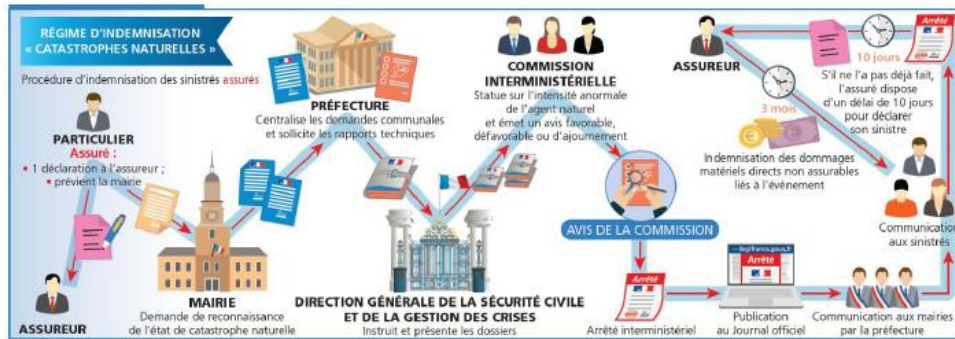 RÉGIME D'INDEMNISATION
« CATASTROPHES NATURELLES »
Procédure d'indemnisation des sinistrés assurés
PARTICULIER
Assuré :
• 1 déclaration à l'assureur ;
• prévient la mairie
ASSUREUR
MAIRIE
Demande de reconnaissance
de l'état de catastrophe naturelle
PRÉFECTURE
Centralise les demandes communales
et sollicite les rapports techniques
DIRECTION GÉNÉRALE DE LA SÉCURITÉ CIVILE
ET DE LA GESTION DES CRISES
Instruit et présente les dossiers
COMMISSION
INTERMINISTÉRIELLE
Statue sur l'intensité anormale
de l'agent naturel
et émet un avis favorable,
défavorable ou d'ajournement
AVIS DE LA COMMISSION
Arrêté
Arrêté interministériel
legifrance.gouv.fr
Arrêté
Publication
au Journal officiel
Communication aux mairies
par la préfecture
Arrêté
Communication
aux sinistrés
10 jours
S'il ne l'a pas déjà fait,
l'assuré dispose
d'un délai de 10 jours
pour déclarer
son sinistre
ASSUREUR
3 mois
Indemnisation des dommages
matériels directs non assurables
liés à l'événement